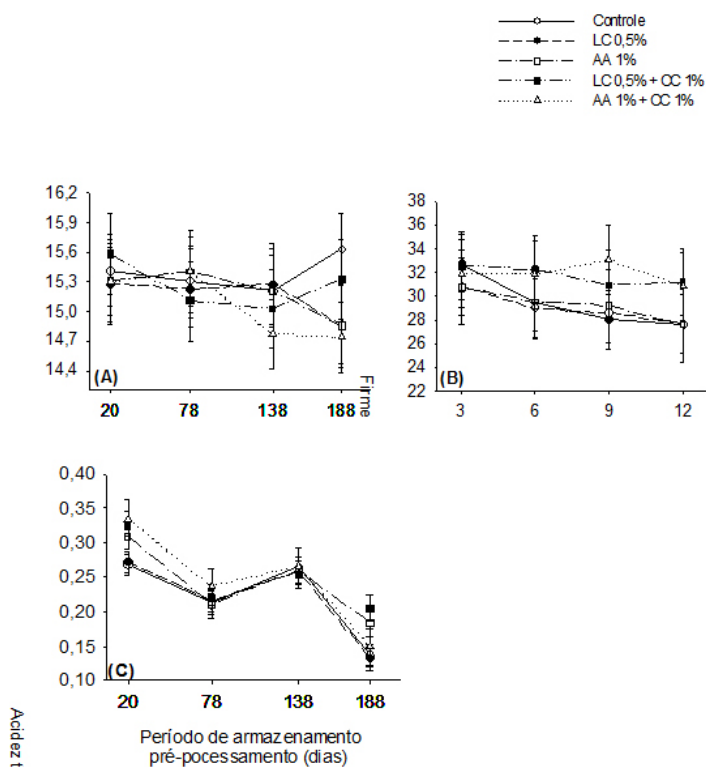 Controle
LC 0,5%
AA 1%
LC 0,5% + CC 1%
AA 1% + CC 1%
16,2
15,9
15,6
15,3
15,0
14,7
14,4
(A)
20 78 138 188
Firme
38
36
34
32
30
28
26
24
22
(B)
3 6 9 12
0,40
0,35
0,30
0,25
0,20
0,15
0,10
(C)
20 78 138 188
Período de armazenamento
pré-pocessamento (dias)
Acidez t